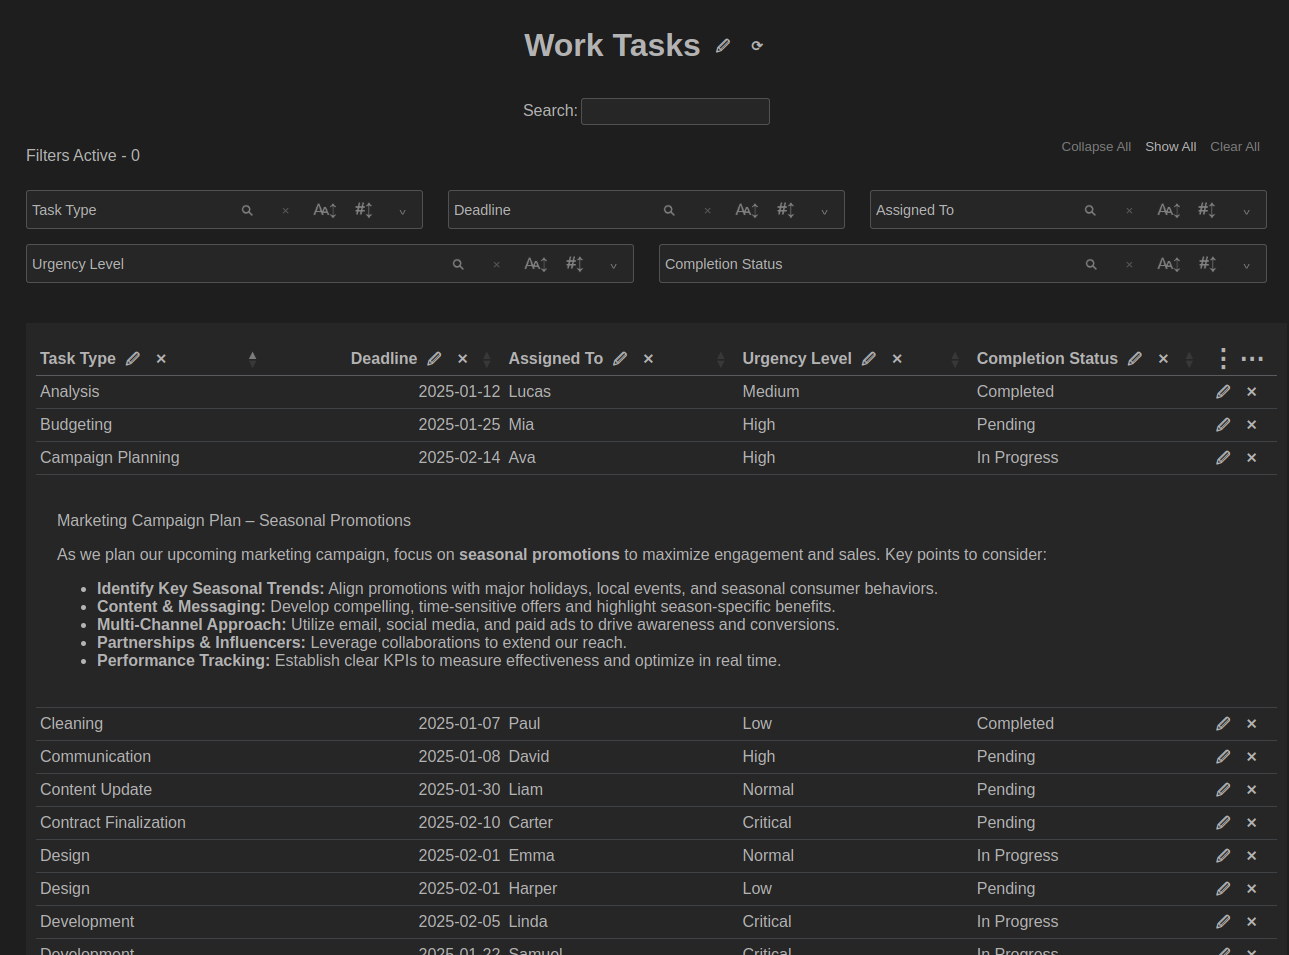 Work Tasks
Search:
Filters Active - 0
Collapse All Show All Clear All
Task Type
Deadline
Assigned To
Urgency Level
Completion Status
Task Type Deadline Assigned To Urgency Level Completion Status
Analysis 2025-01-12 Lucas Medium Completed
Budgeting 2025-01-25 Mia High Pending
Campaign Planning 2025-02-14 Ava High In Progress
Marketing Campaign Plan – Seasonal Promotions
As we plan our upcoming marketing campaign, focus on seasonal promotions to maximize engagement and sales. Key points to consider:
• Identify Key Seasonal Trends: Align promotions with major holidays, local events, and seasonal consumer behaviors.
• Content & Messaging: Develop compelling, time-sensitive offers and highlight season-specific benefits.
• Multi-Channel Approach: Utilize email, social media, and paid ads to drive awareness and conversions.
• Partnerships & Influencers: Leverage collaborations to extend our reach.
• Performance Tracking: Establish clear KPIs to measure effectiveness and optimize in real time.
Cleaning 2025-01-07 Paul Low Completed
Communication 2025-01-08 David High Pending
Content Update 2025-01-30 Liam Normal Pending
Contract Finalization 2025-02-10 Carter Critical Pending
Design 2025-02-01 Emma Normal In Progress
Design 2025-02-01 Harper Low Pending
Development 2025-02-05 Linda Critical In Progress
Development 2025-01-22 Samuel Critical In Progress